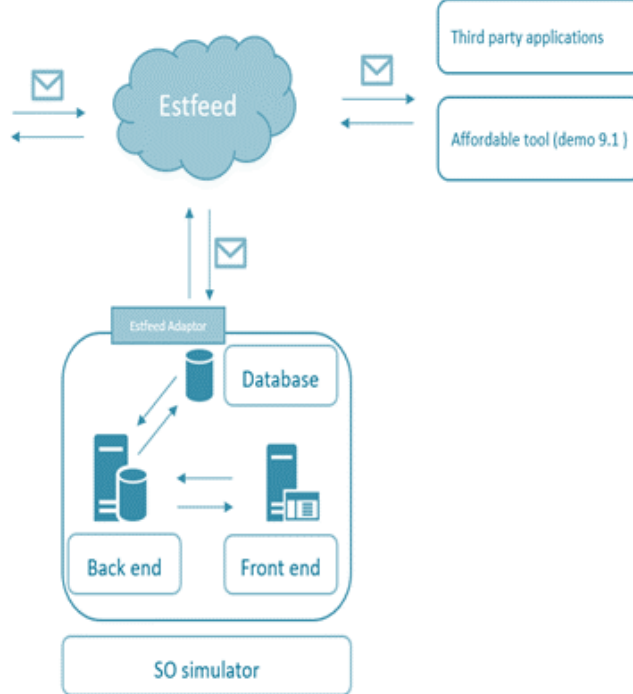 Third party applications
Estfeed
Affordable tool (demo 9.1 )
Estfeed Adaptor
Database
Back end
Front end
SO simulator